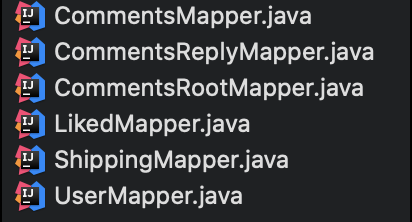 CommentsMapper.java
CommentsReplyMapper.java
CommentsRootMapper.java
LikedMapper.java
ShippingMapper.java
UserMapper.java